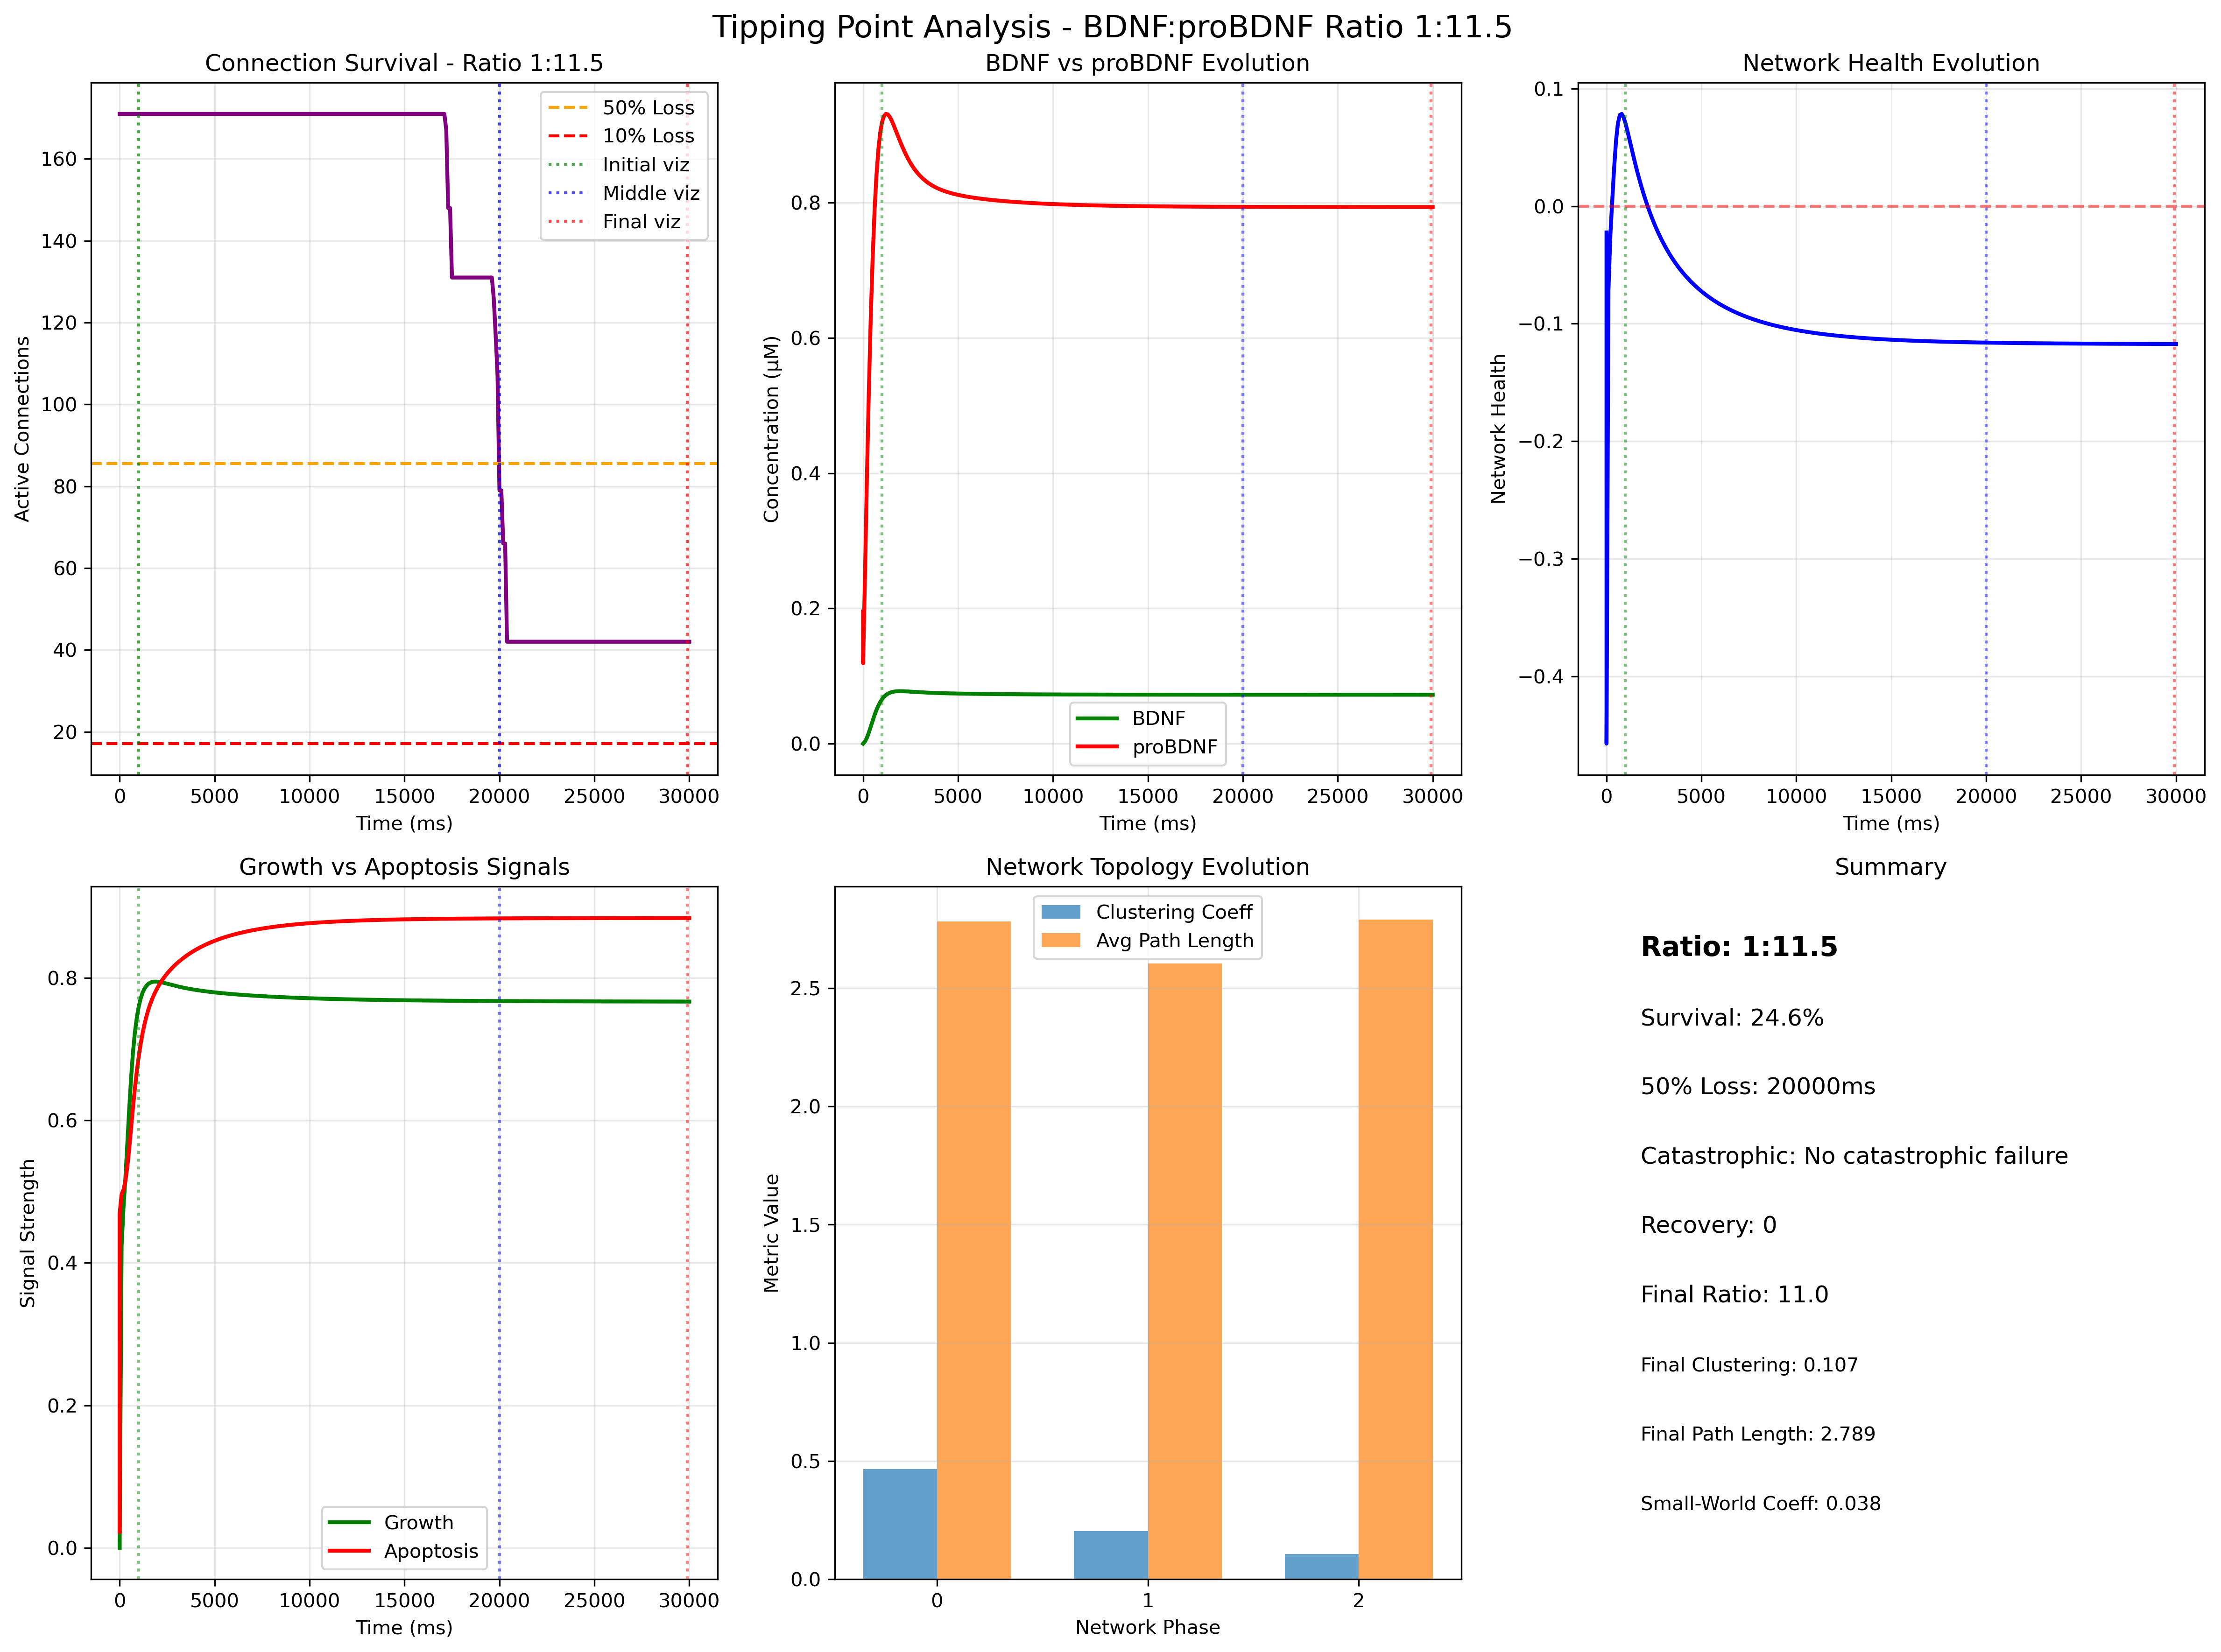 Tipping Point Analysis - BDNF:proBDNF Ratio 1:11.5
Connection Survival - Ratio 1:11.5
Active Connections
160
140
120
100
80
60
40
20
50% Loss
10% Loss
Initial viz
Middle viz
Final viz
0 5000 10000 15000 20000 25000 30000
Time (ms)
BDNF vs proBDNF Evolution
Concentration (μM)
0.8
0.6
0.4
0.2
0.0
BDNF
proBDNF
0 5000 10000 15000 20000 25000 30000
Time (ms)
Network Health Evolution
Network Health
0.1
0.0
−0.1
−0.2
−0.3
−0.4
0 5000 10000 15000 20000 25000 30000
Time (ms)
Growth vs Apoptosis Signals
Signal Strength
0.8
0.6
0.4
0.2
0.0
Growth
Apoptosis
0 5000 10000 15000 20000 25000 30000
Time (ms)
Network Topology Evolution
Metric Value
2.5
2.0
1.5
1.0
0.5
0.0
Clustering Coeff
Avg Path Length
0 1 2
Network Phase
Summary
Ratio: 1:11.5
Survival: 24.6%
50% Loss: 20000ms
Catastrophic: No catastrophic failure
Recovery: 0
Final Ratio: 11.0
Final Clustering: 0.107
Final Path Length: 2.789
Small-World Coeff: 0.038